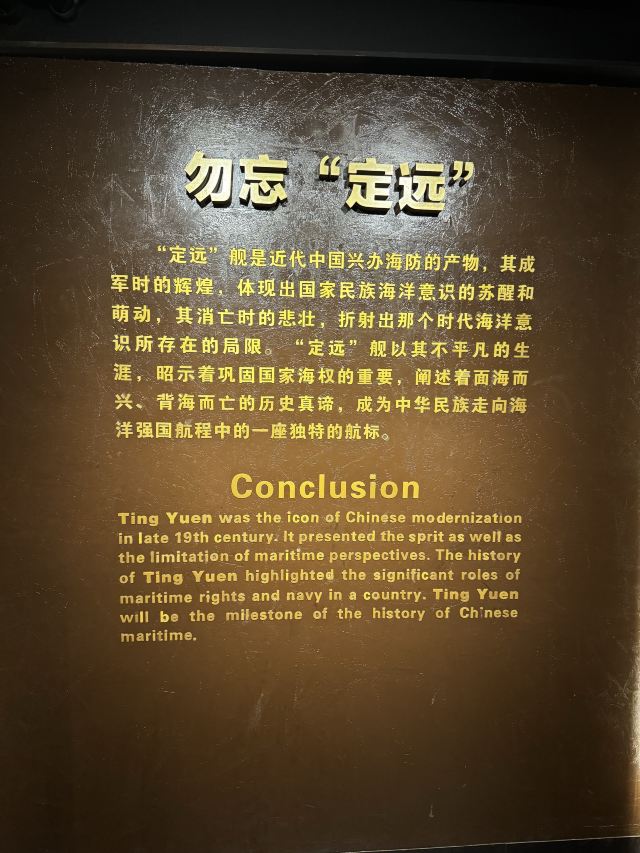 勿忘“定远”
“定远”舰是近代中国兴办海防的产物，其成
军时的辉煌，体现出国家民族海洋意识的苏醒和
萌动，其消亡时的悲壮，折射出那个时代海洋意
识所存在的局限。“定远”舰以其不平凡的生
涯，昭示着巩固国家海权的重要，阐述着面海而
兴、背海而亡的历史真谛，成为中华民族走向海
洋强国航程中的一座独特的航标。
Conclusion
Ting Yuen was the icon of Chinese modernization
in late 19th century. It presented the sprit as well as
the limitation of maritime perspectives. The history
of Ting Yuen highlighted the significant roles of
maritime rights and navy in a country. Ting Yuen
will be the milestone of the history of Chinese
maritime.